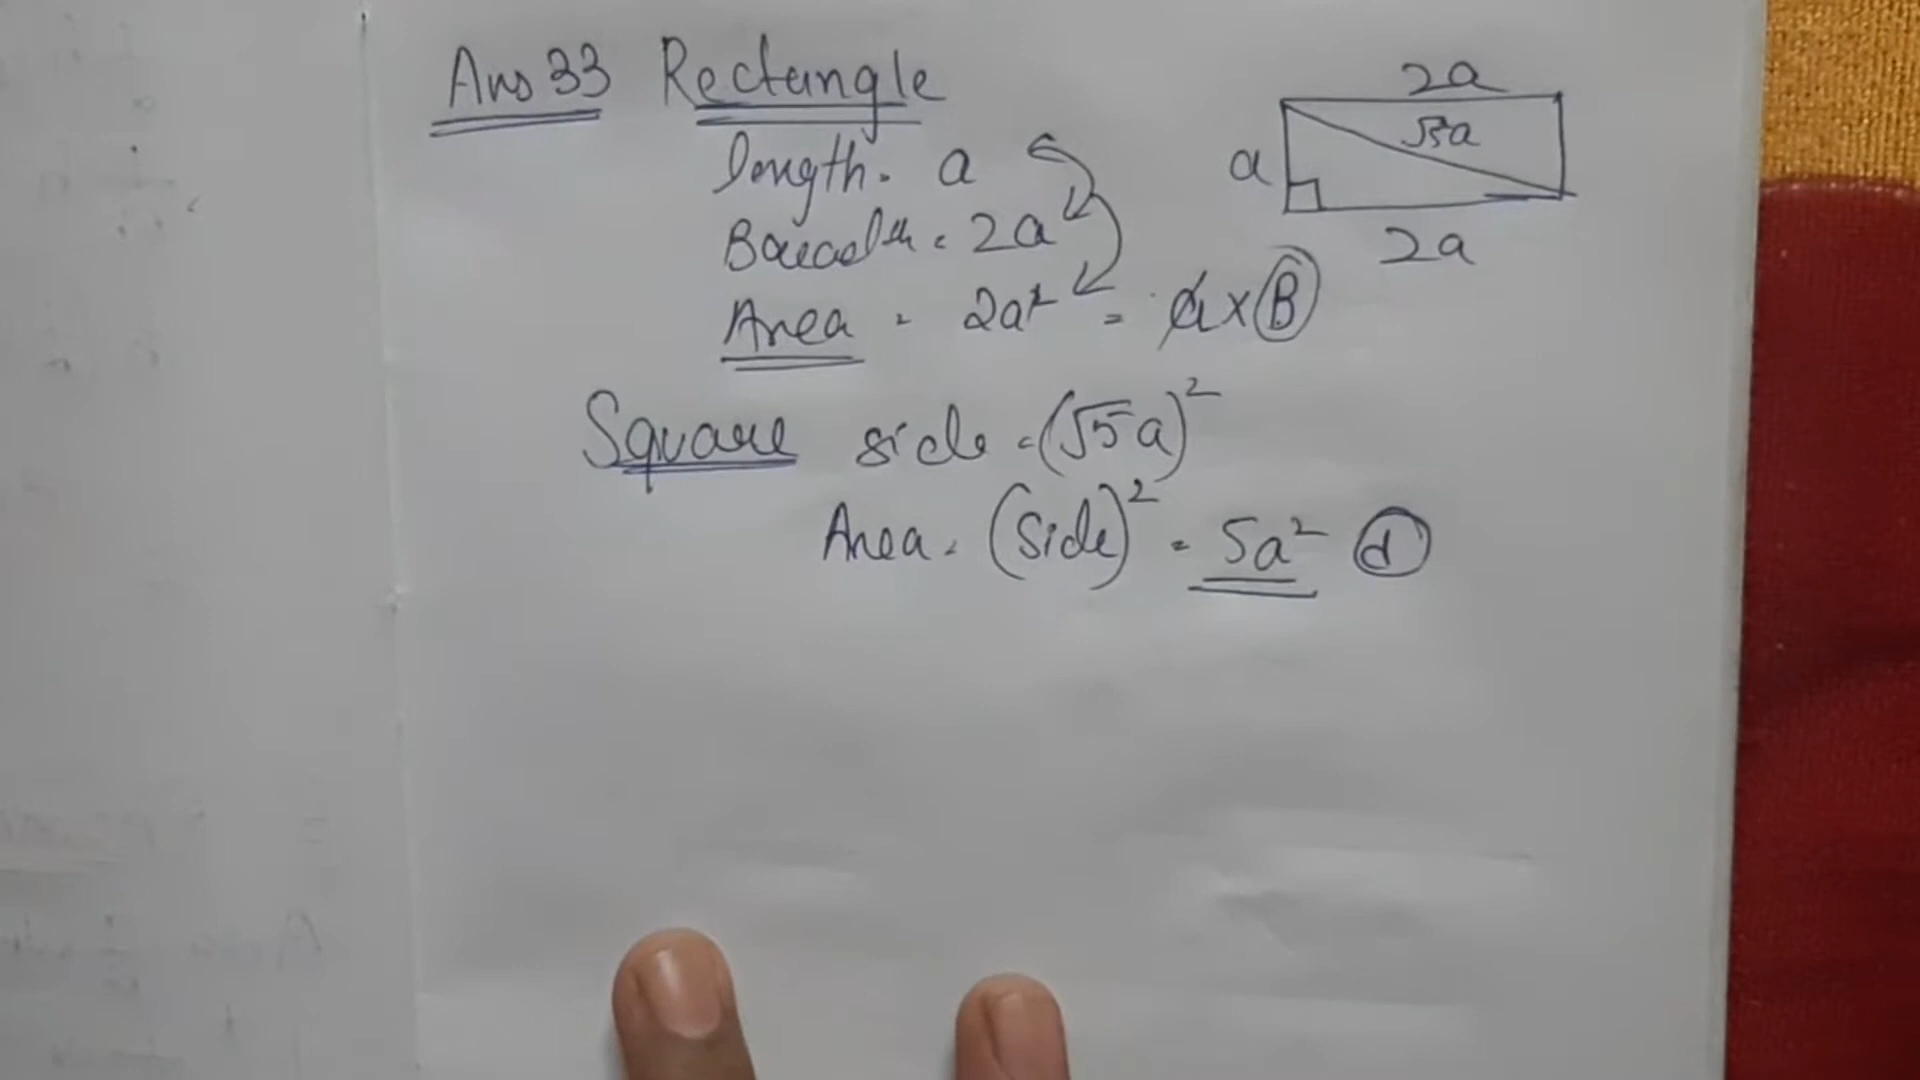 Ans 33 Rectangle
length = a
Breadth = 2a
Area = 2a² = a x B
Square side = (√5 a)²
Area = (Side)² = 5a² d
2a
√5a
a
2a